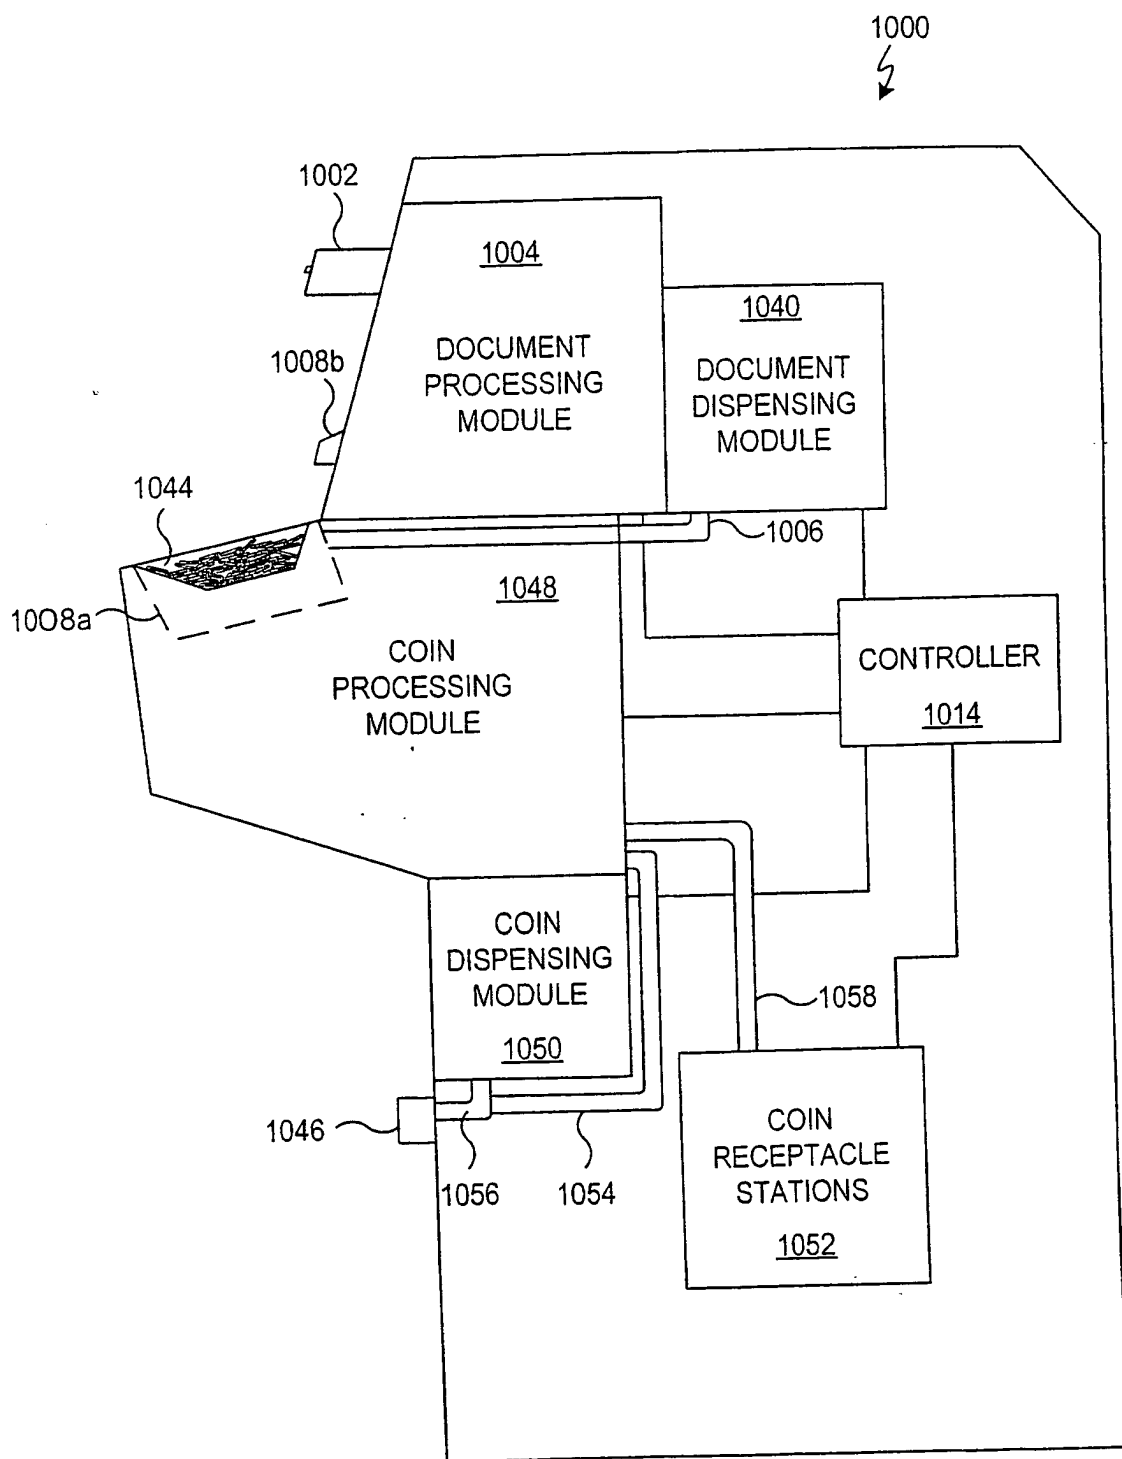 1000
1002
1004
DOCUMENT
PROCESSING
MODULE
1040
DOCUMENT
DISPENSING
MODULE
1008b
1044
1006
1008a
1048
COIN
PROCESSING
MODULE
CONTROLLER
1014
COIN
DISPENSING
MODULE
1050
1058
1046
1056
1054
COIN
RECEPTACLE
STATIONS
1052